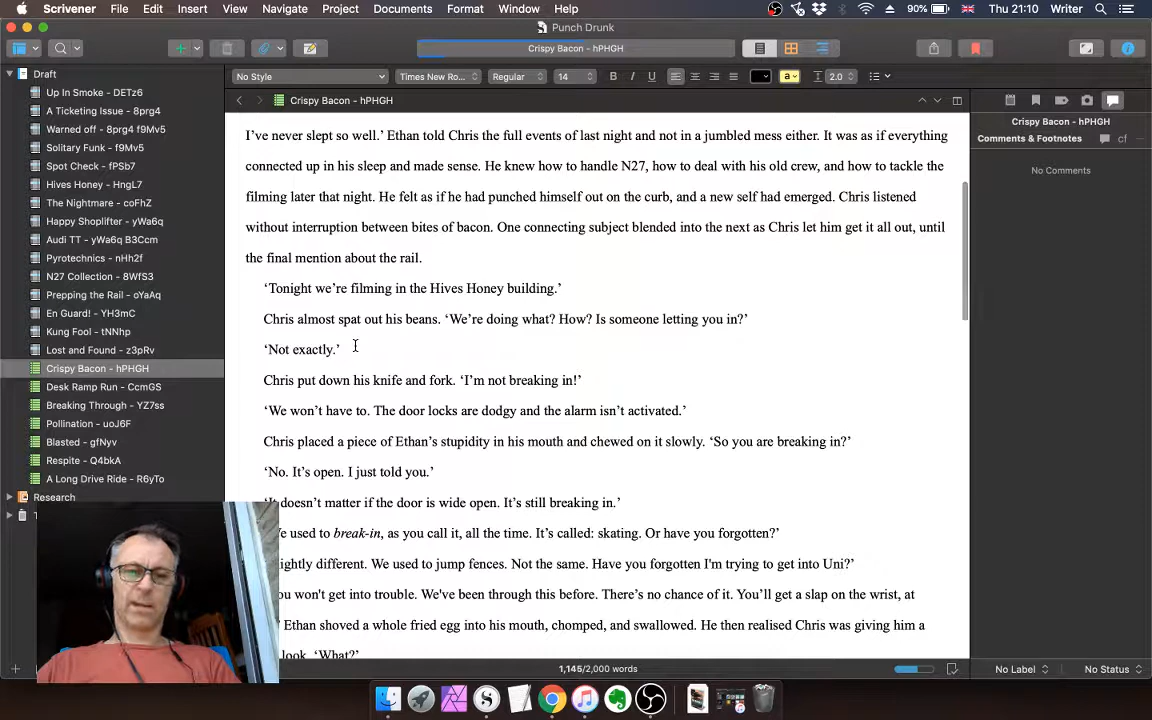 Scrivener File Edit Insert View Navigate Project Documents Format Window Help 90% Thu 21:10 Writer
Punch Drunk
Crispy Bacon - hPHGH
No Style Times New Ro... Regular 14 B I U a 2.0
Draft
Up In Smoke - DETz6
A Ticketing Issue - 8prg4
Warned off - 8prg4 f9Mv5
Solitary Funk - f9Mv5
Spot Check - fPSb7
Hives Honey - HngL7
The Nightmare - coFhZ
Happy Shoplifter - yWa6q
Audi TT - yWa6q B3Ccm
Pyrotechnics - nHh2f
N27 Collection - 8WfS3
Prepping the Rail - oYaAq
En Guard! - YH3mC
Kung Fool - tNNhp
Lost and Found - z3pRv
Crispy Bacon - hPHGH
Desk Ramp Run - CcmGS
Breaking Through - YZ7ss
Pollination - uoJ6F
Blasted - gfNyv
Respite - Q4bkA
A Long Drive Ride - R6yTo
Research
T
Crispy Bacon - hPHGH
I’ve never slept so well.’ Ethan told Chris the full events of last night and not in a jumbled mess either. It was as if everything
connected up in his sleep and made sense. He knew how to handle N27, how to deal with his old crew, and how to tackle the
filming later that night. He felt as if he had punched himself out on the curb, and a new self had emerged. Chris listened
without interruption between bites of bacon. One connecting subject blended into the next as Chris let him get it all out, until
the final mention about the rail.
‘Tonight we’re filming in the Hives Honey building.’
Chris almost spat out his beans. ‘We’re doing what? How? Is someone letting you in?’
‘Not exactly.’
Chris put down his knife and fork. ‘I’m not breaking in!’
‘We won’t have to. The door locks are dodgy and the alarm isn’t activated.’
Chris placed a piece of Ethan’s stupidity in his mouth and chewed on it slowly. ‘So you are breaking in?’
‘No. It’s open. I just told you.’
doesn’t matter if the door is wide open. It’s still breaking in.’
used to break-in, as you call it, all the time. It’s called: skating. Or have you forgotten?’
ightly different. We used to jump fences. Not the same. Have you forgotten I'm trying to get into Uni?’
ou won't get into trouble. We've been through this before. There’s no chance of it. You’ll get a slap on the wrist, at
Ethan shoved a whole fried egg into his mouth, chomped, and swallowed. He then realised Chris was giving him a
look. ‘What?’
1,145/2,000 words
Crispy Bacon - hPHGH
Comments & Footnotes cf
No Comments
No Label No Status